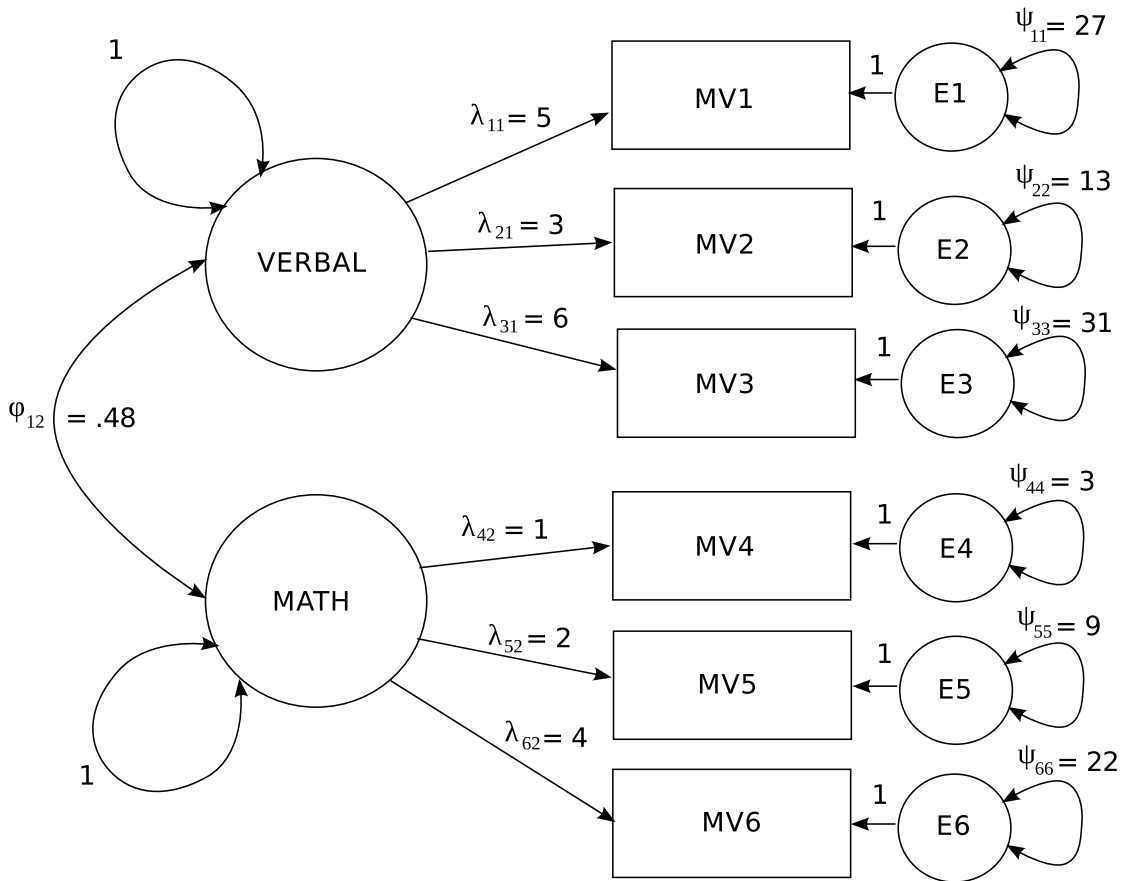 ψ11= 27
1
1
MV1
E1
λ11= 5
ψ22= 13
1
λ21= 3
MV2
E2
VERBAL
λ31= 6
ψ33= 31
1
MV3
E3
φ12 = .48
ψ44= 3
1
λ42= 1
MV4
E4
MATH
ψ55= 9
λ52= 2
1
MV5
E5
λ62= 4
ψ66= 22
1
1
MV6
E6